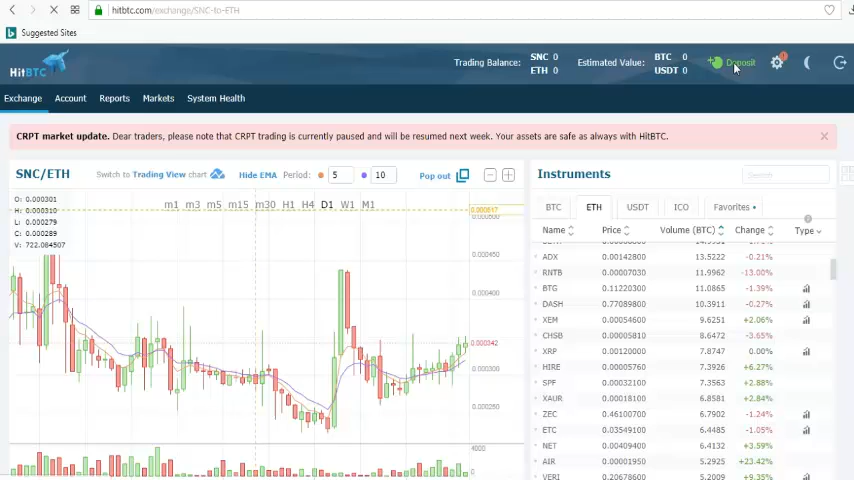 hitbtc.com/exchange/SNC-to-ETH
Suggested Sites
HitBTC
Trading Balance: SNC 0 ETH 0
Estimated Value: BTC 0 USDT 0
Deposit
Exchange Account Reports Markets System Health
CRPT market update. Dear traders, please note that CRPT trading is currently paused and will be resumed next week. Your assets are safe as always with HitBTC.
SNC/ETH Switch to Trading View chart Hide EMA Period: 5 10 Pop out
O: 0.000301
H: 0.000310
L: 0.000279
C: 0.000289
V: 722.084507
m1 m3 m5 m15 m30 H1 H4 D1 W1 M1
0.000450
0.000400
0.000342
0.000300
0.000250
4000
0
Instruments Search
BTC ETH USDT ICO Favorites
Name Price Volume (BTC) Change Type
ADX 0.00142800 13.5222 -0.21%
RNTB 0.00007030 11.9962 -13.00%
BTG 0.11220300 11.0865 -1.39%
DASH 0.77089800 10.3911 -0.27%
XEM 0.00054600 9.6251 +2.06%
CHSB 0.00005810 8.6472 -3.65%
XRP 0.00120000 7.8747 0.00%
HIRE 0.00005760 7.3926 +6.27%
SPF 0.00032100 7.3563 +2.88%
XAUR 0.00018100 6.8581 +2.84%
ZEC 0.46100700 6.7902 -1.24%
ETC 0.03549100 6.4485 -1.05%
NET 0.00409400 6.4132 +3.59%
AIR 0.00001950 5.2925 +23.42%
VERI 0.20678600 5.2009 +9.35%